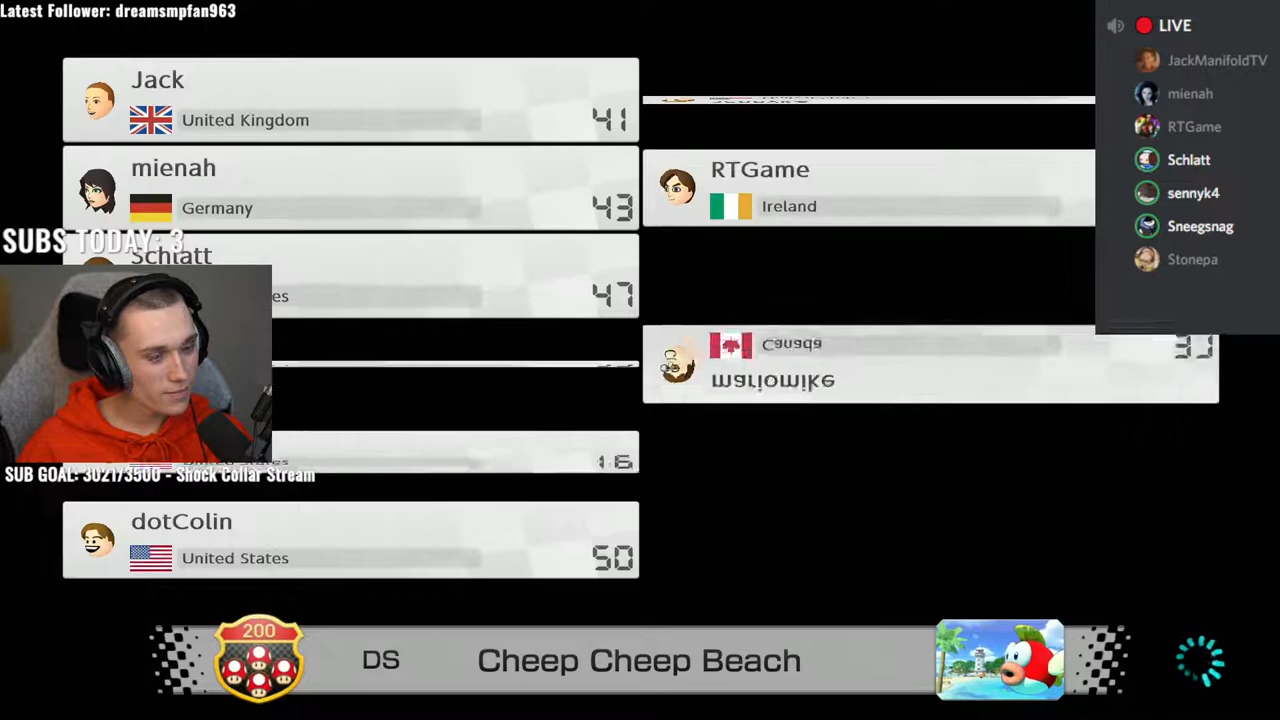 Latest Follower: dreamsmpfan963
Jack
United Kingdom
41
mienah
Germany
43
SUBS TODAY: 3
Schlatt
es
47
16
SUB GOAL: 3021/3500 - Shock Collar Stream
dotColin
United States
50
RTGame
Ireland
Canada
mariomike
LIVE
JackManifoldTV
mienah
RTGame
Schlatt
sennyk4
Sneegsnag
Stonepa
200
DS
Cheep Cheep Beach